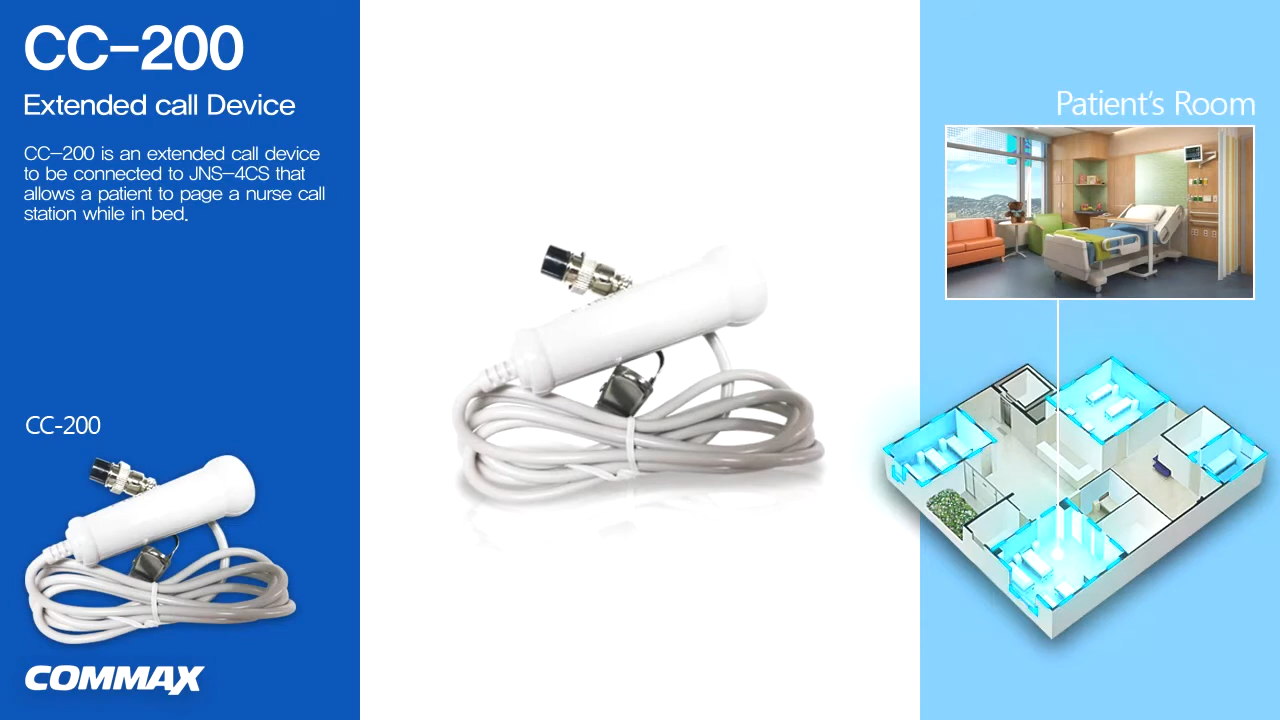 CC-200
Extended call Device
CC-200 is an extended call device
to be connected to JNS-4CS that
allows a patient to page a nurse call
station while in bed.
CC-200
COMMAX
Patient's Room